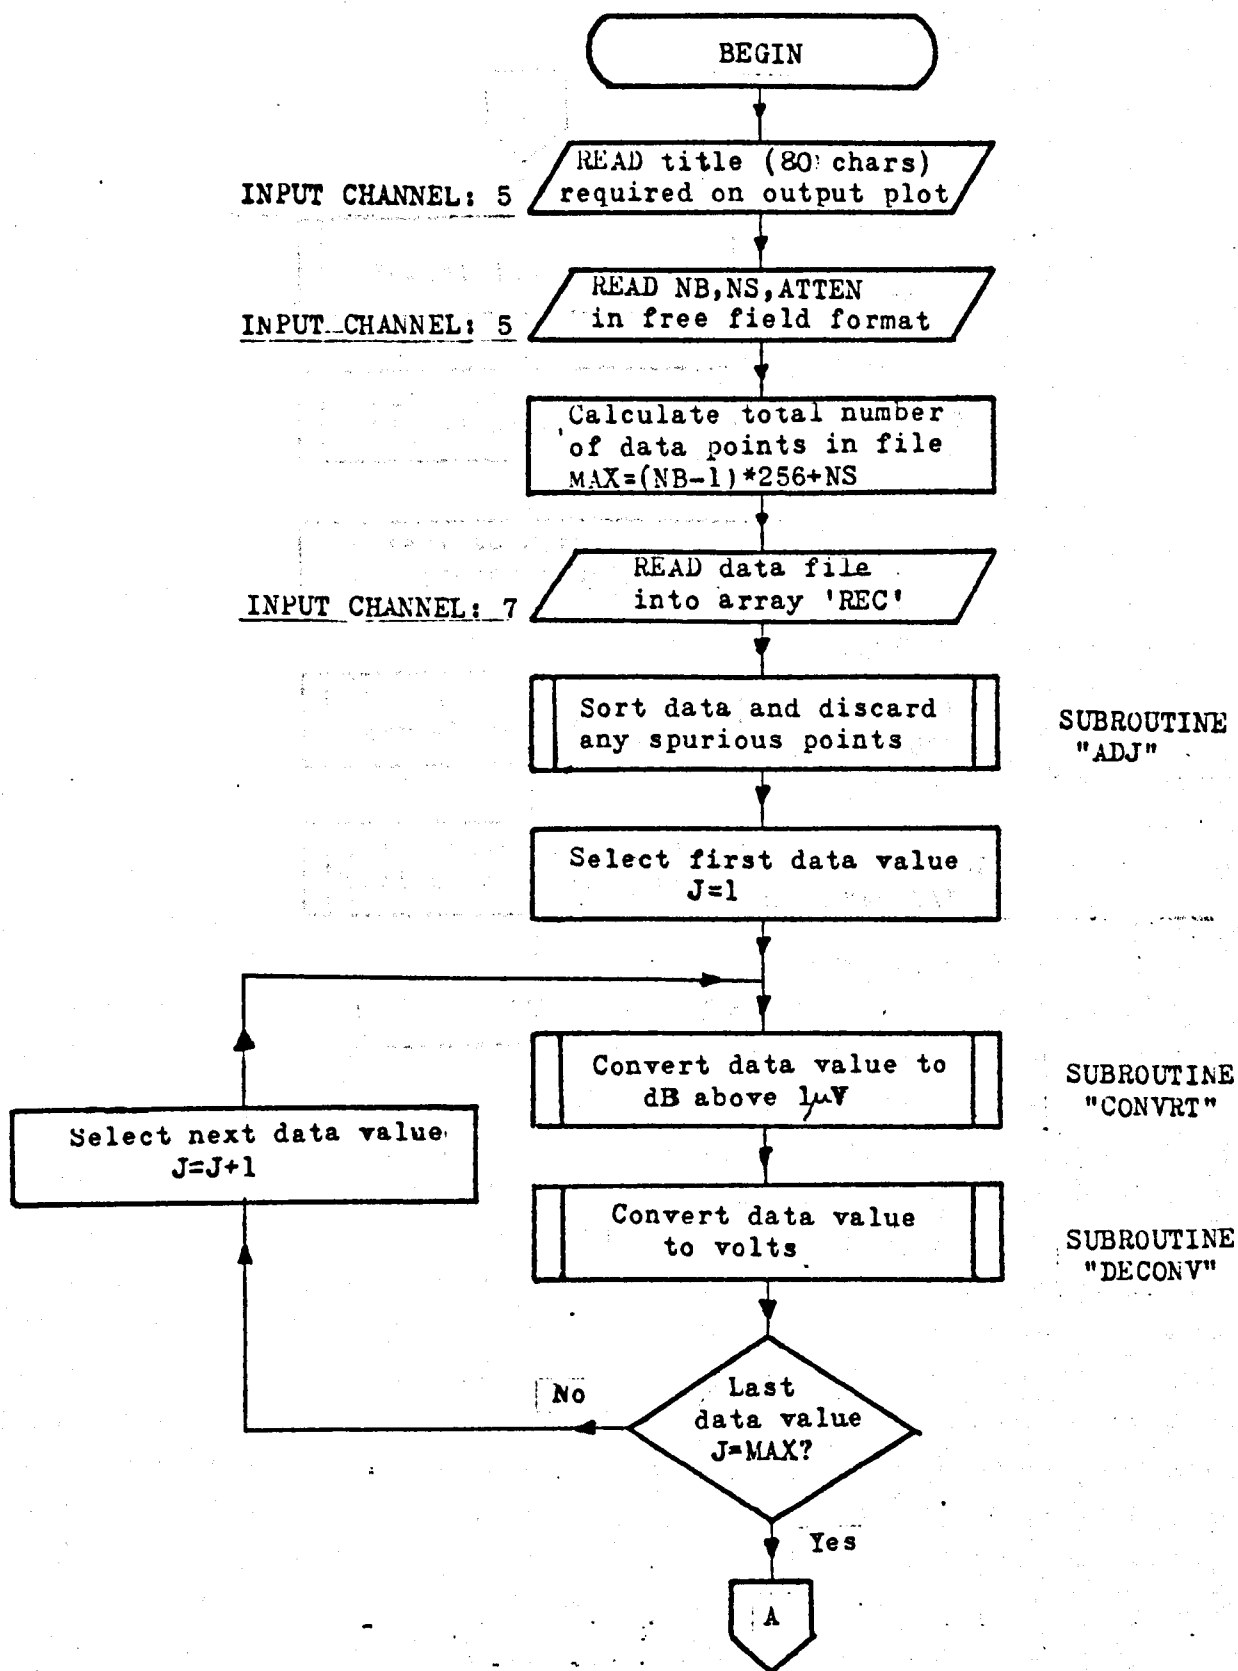 BEGIN
READ title (80 chars)
required on output plot
INPUT CHANNEL: 5
READ NB,NS,ATTEN
in free field format
INPUT CHANNEL: 5
Calculate total number
of data points in file
MAX=(NB-1)*256+NS
READ data file
into array 'REC'
INPUT CHANNEL: 7
Sort data and discard
any spurious points
SUBROUTINE
"ADJ"
Select first data value
J=1
Convert data value to
dB above 1μV
SUBROUTINE
"CONVRT"
Select next data value
J=J+1
Convert data value
to volts
SUBROUTINE
"DECONV"
Last
data value
J=MAX?
No
Yes
A